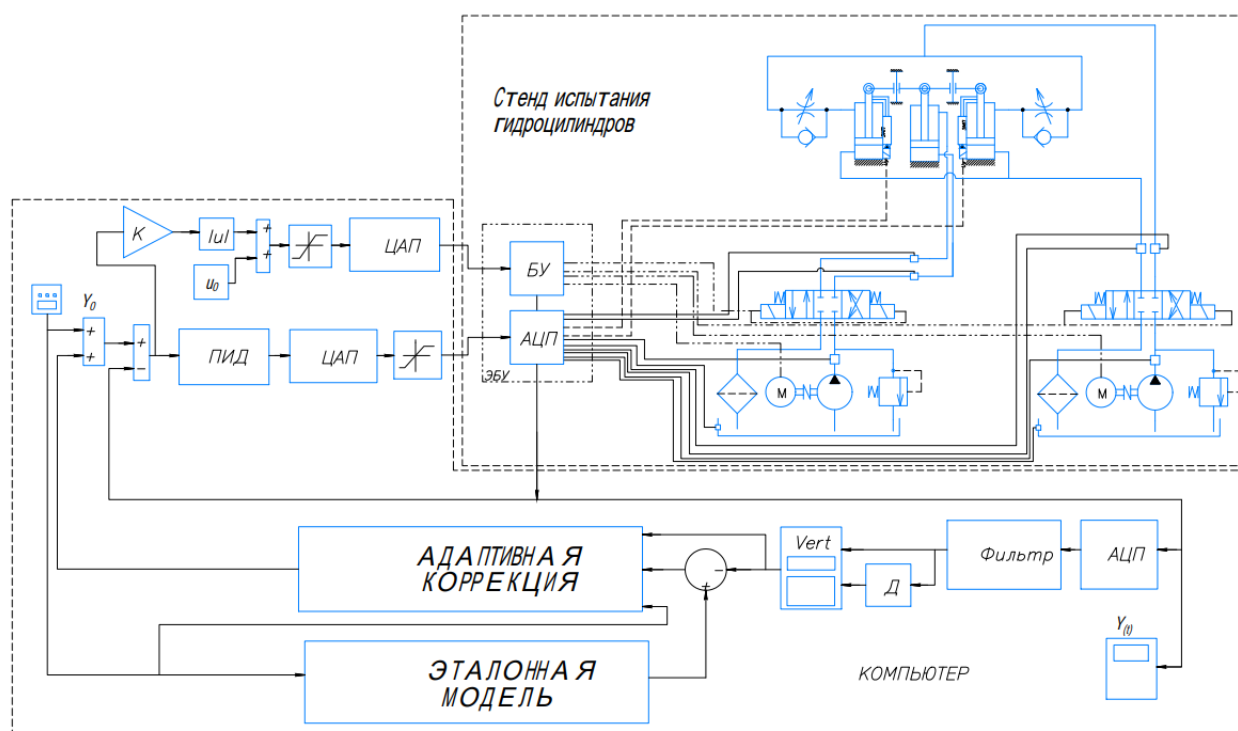 Стенд испытания
гидроцилиндров
K
|u|
+
+
ЦАП
u₀
БУ
Y₀
+
+
+
-
ПИД
ЦАП
АЦП
ЭБУ
M
M
АДАПТИВНАЯ
КОРРЕКЦИЯ
-
+
Vert
Д
Фильтр
АЦП
Y(t)
ЭТАЛОННАЯ
МОДЕЛЬ
КОМПЬЮТЕР